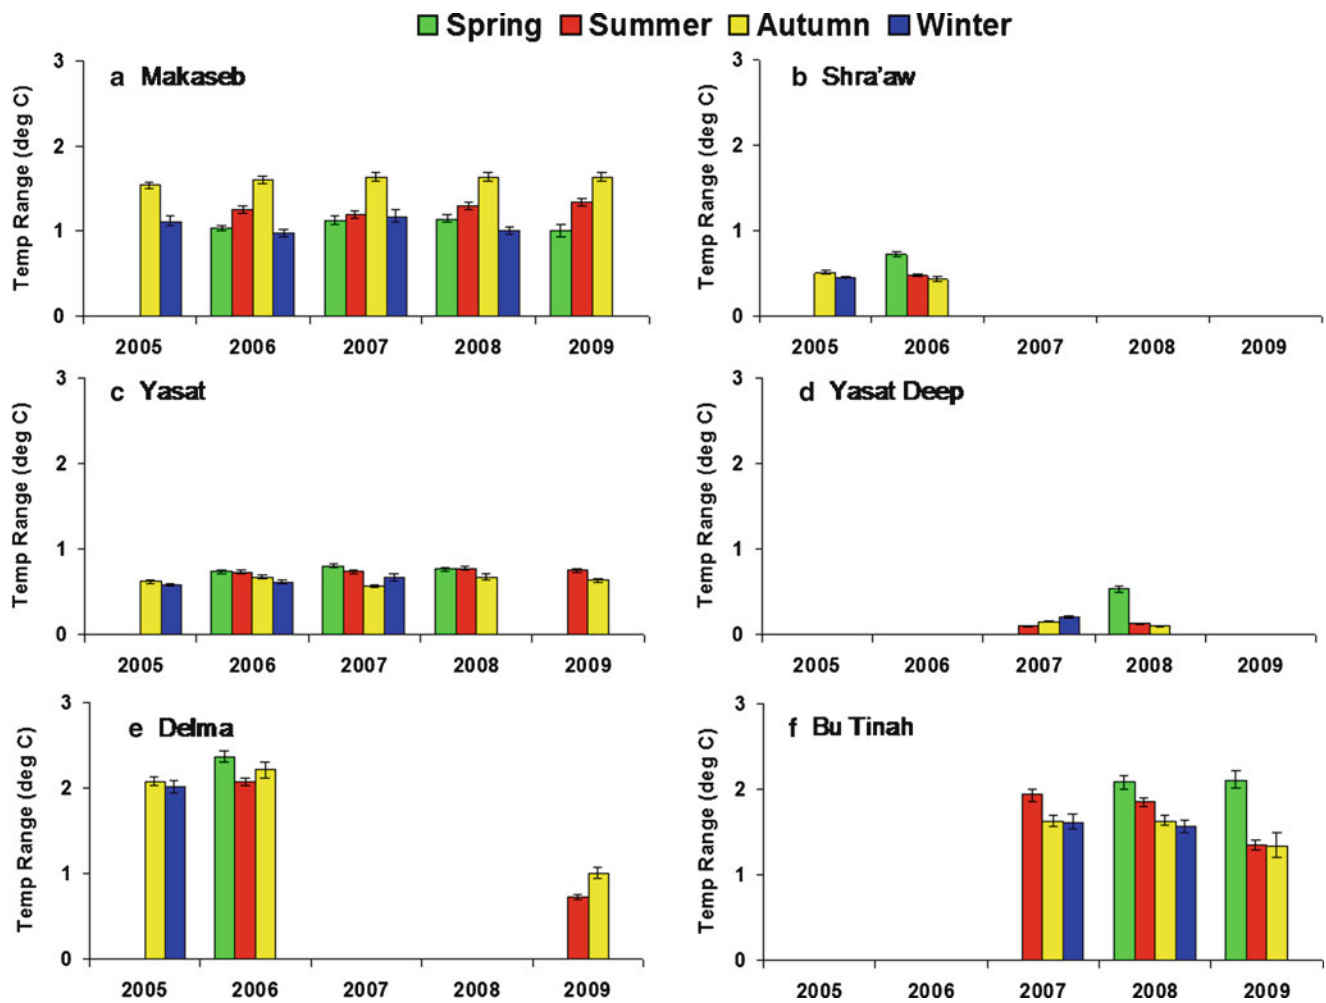 Spring Summer Autumn Winter
a Makaseb
Temp Range (deg C)
3
2
1
0
2005 2006 2007 2008 2009
b Shra'aw
Temp Range (deg C)
3
2
1
0
2005 2006 2007 2008 2009
c Yasat
Temp Range (deg C)
3
2
1
0
2005 2006 2007 2008 2009
d Yasat Deep
Temp Range (deg C)
3
2
1
0
2005 2006 2007 2008 2009
e Delma
Temp Range (deg C)
3
2
1
0
2005 2006 2007 2008 2009
f Bu Tinah
Temp Range (deg C)
3
2
1
0
2005 2006 2007 2008 2009